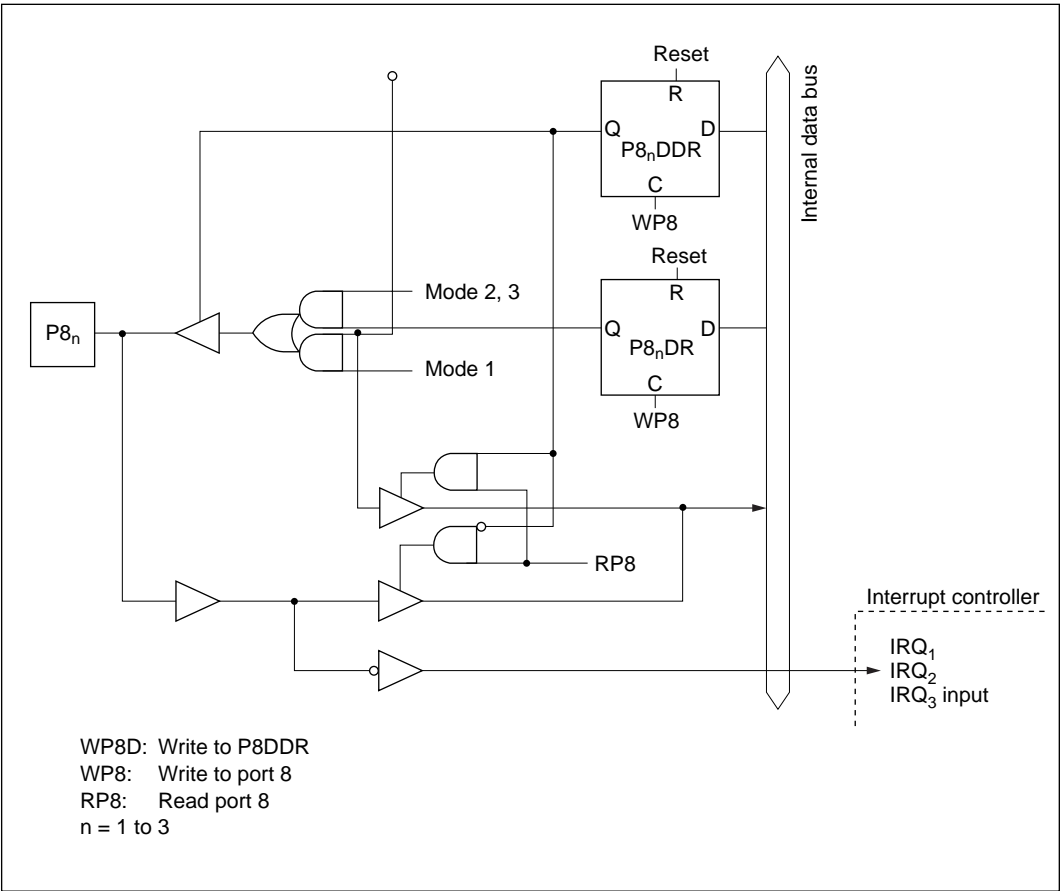 Reset
R
Q
D
P8nDDR
C
WP8
Internal data bus
Reset
R
Mode 2, 3
Q
D
P8n
P8nDR
Mode 1
C
WP8
RP8
Interrupt controller
IRQ1
IRQ2
IRQ3 input
WP8D: Write to P8DDR
WP8: Write to port 8
RP8: Read port 8
n = 1 to 3